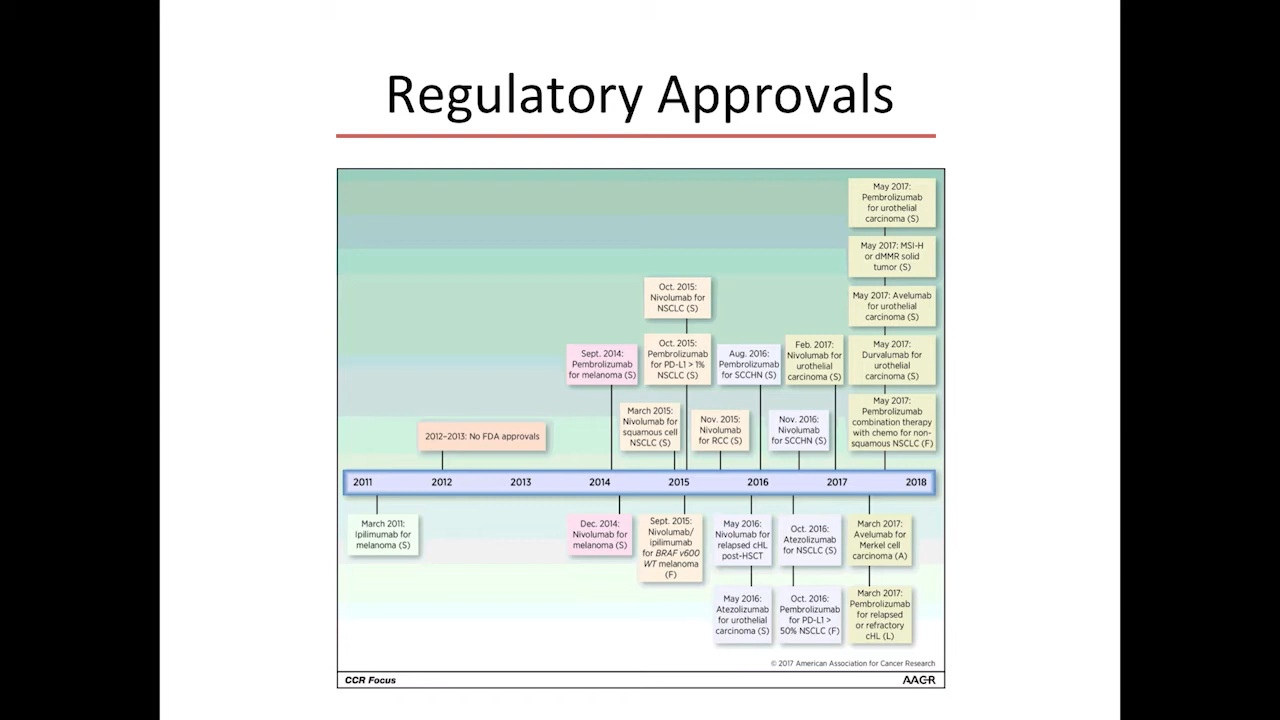 Regulatory Approvals
May 2017:
Pembrolizumab
for urothelial
carcinoma (S)
May 2017: MSI-H
or dMMR solid
tumor (S)
May 2017: Avelumab
for urothelial
carcinoma (S)
May 2017:
Durvalumab for
urothelial
carcinoma (S)
May 2017:
Pembrolizumab
combination therapy
with chemo for non-
squamous NSCLC (F)
Oct. 2015:
Nivolumab for
NSCLC (S)
Oct. 2015:
Pembrolizumab
for PD-L1 > 1%
NSCLC (S)
Sept. 2014:
Pembrolizumab
for melanoma (S)
Aug. 2016:
Pembrolizumab
for SCCHN (S)
Feb. 2017:
Nivolumab for
urothelial
carcinoma (S)
2012–2013: No FDA approvals
March 2015:
Nivolumab for
squamous cell
NSCLC (S)
Nov. 2015:
Nivolumab
for RCC (S)
Nov. 2016:
Nivolumab
for SCCHN (S)
2011 2012 2013 2014 2015 2016 2017 2018
March 2011:
Ipilimumab for
melanoma (S)
Dec. 2014:
Nivolumab for
melanoma (S)
Sept. 2015:
Nivolumab/
ipilimumab
for BRAF v600
WT melanoma
(F)
May 2016:
Nivolumab for
relapsed cHL
post-HSCT
Oct. 2016:
Atezolizumab
for NSCLC (S)
March 2017:
Avelumab for
Merkel cell
carcinoma (A)
May 2016:
Atezolizumab
for urothelial
carcinoma (S)
Oct. 2016:
Pembrolizumab
for PD-L1 >
50% NSCLC (F)
March 2017:
Pembrolizumab
for relapsed
or refractory
cHL (L)
© 2017 American Association for Cancer Research
CCR Focus
AACR